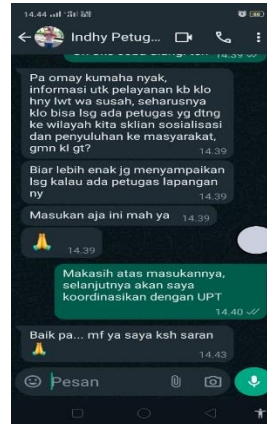 14.44
Indhy Petug...
14.39
Pa omay kumaha nyak,
informasi utk pelayanan kb klo
hny lwt wa susah, seharusnya
klo bisa lsg ada petugas yg dtng
ke wilayah kita sklian sosialisasi
dan penyuluhan ke masyarakat,
gmn kl gt?
14.39
Biar lebih enak jg menyampaikan
lsg kalau ada petugas lapangan
ny 14.39
Masukan aja ini mah ya 14.39
🙏 14.39
Makasih atas masukannya,
selanjutnya akan saya
koordinasikan dengan UPT
14.40
Baik pa... mf ya saya ksh saran
🙏 14.43
Pesan